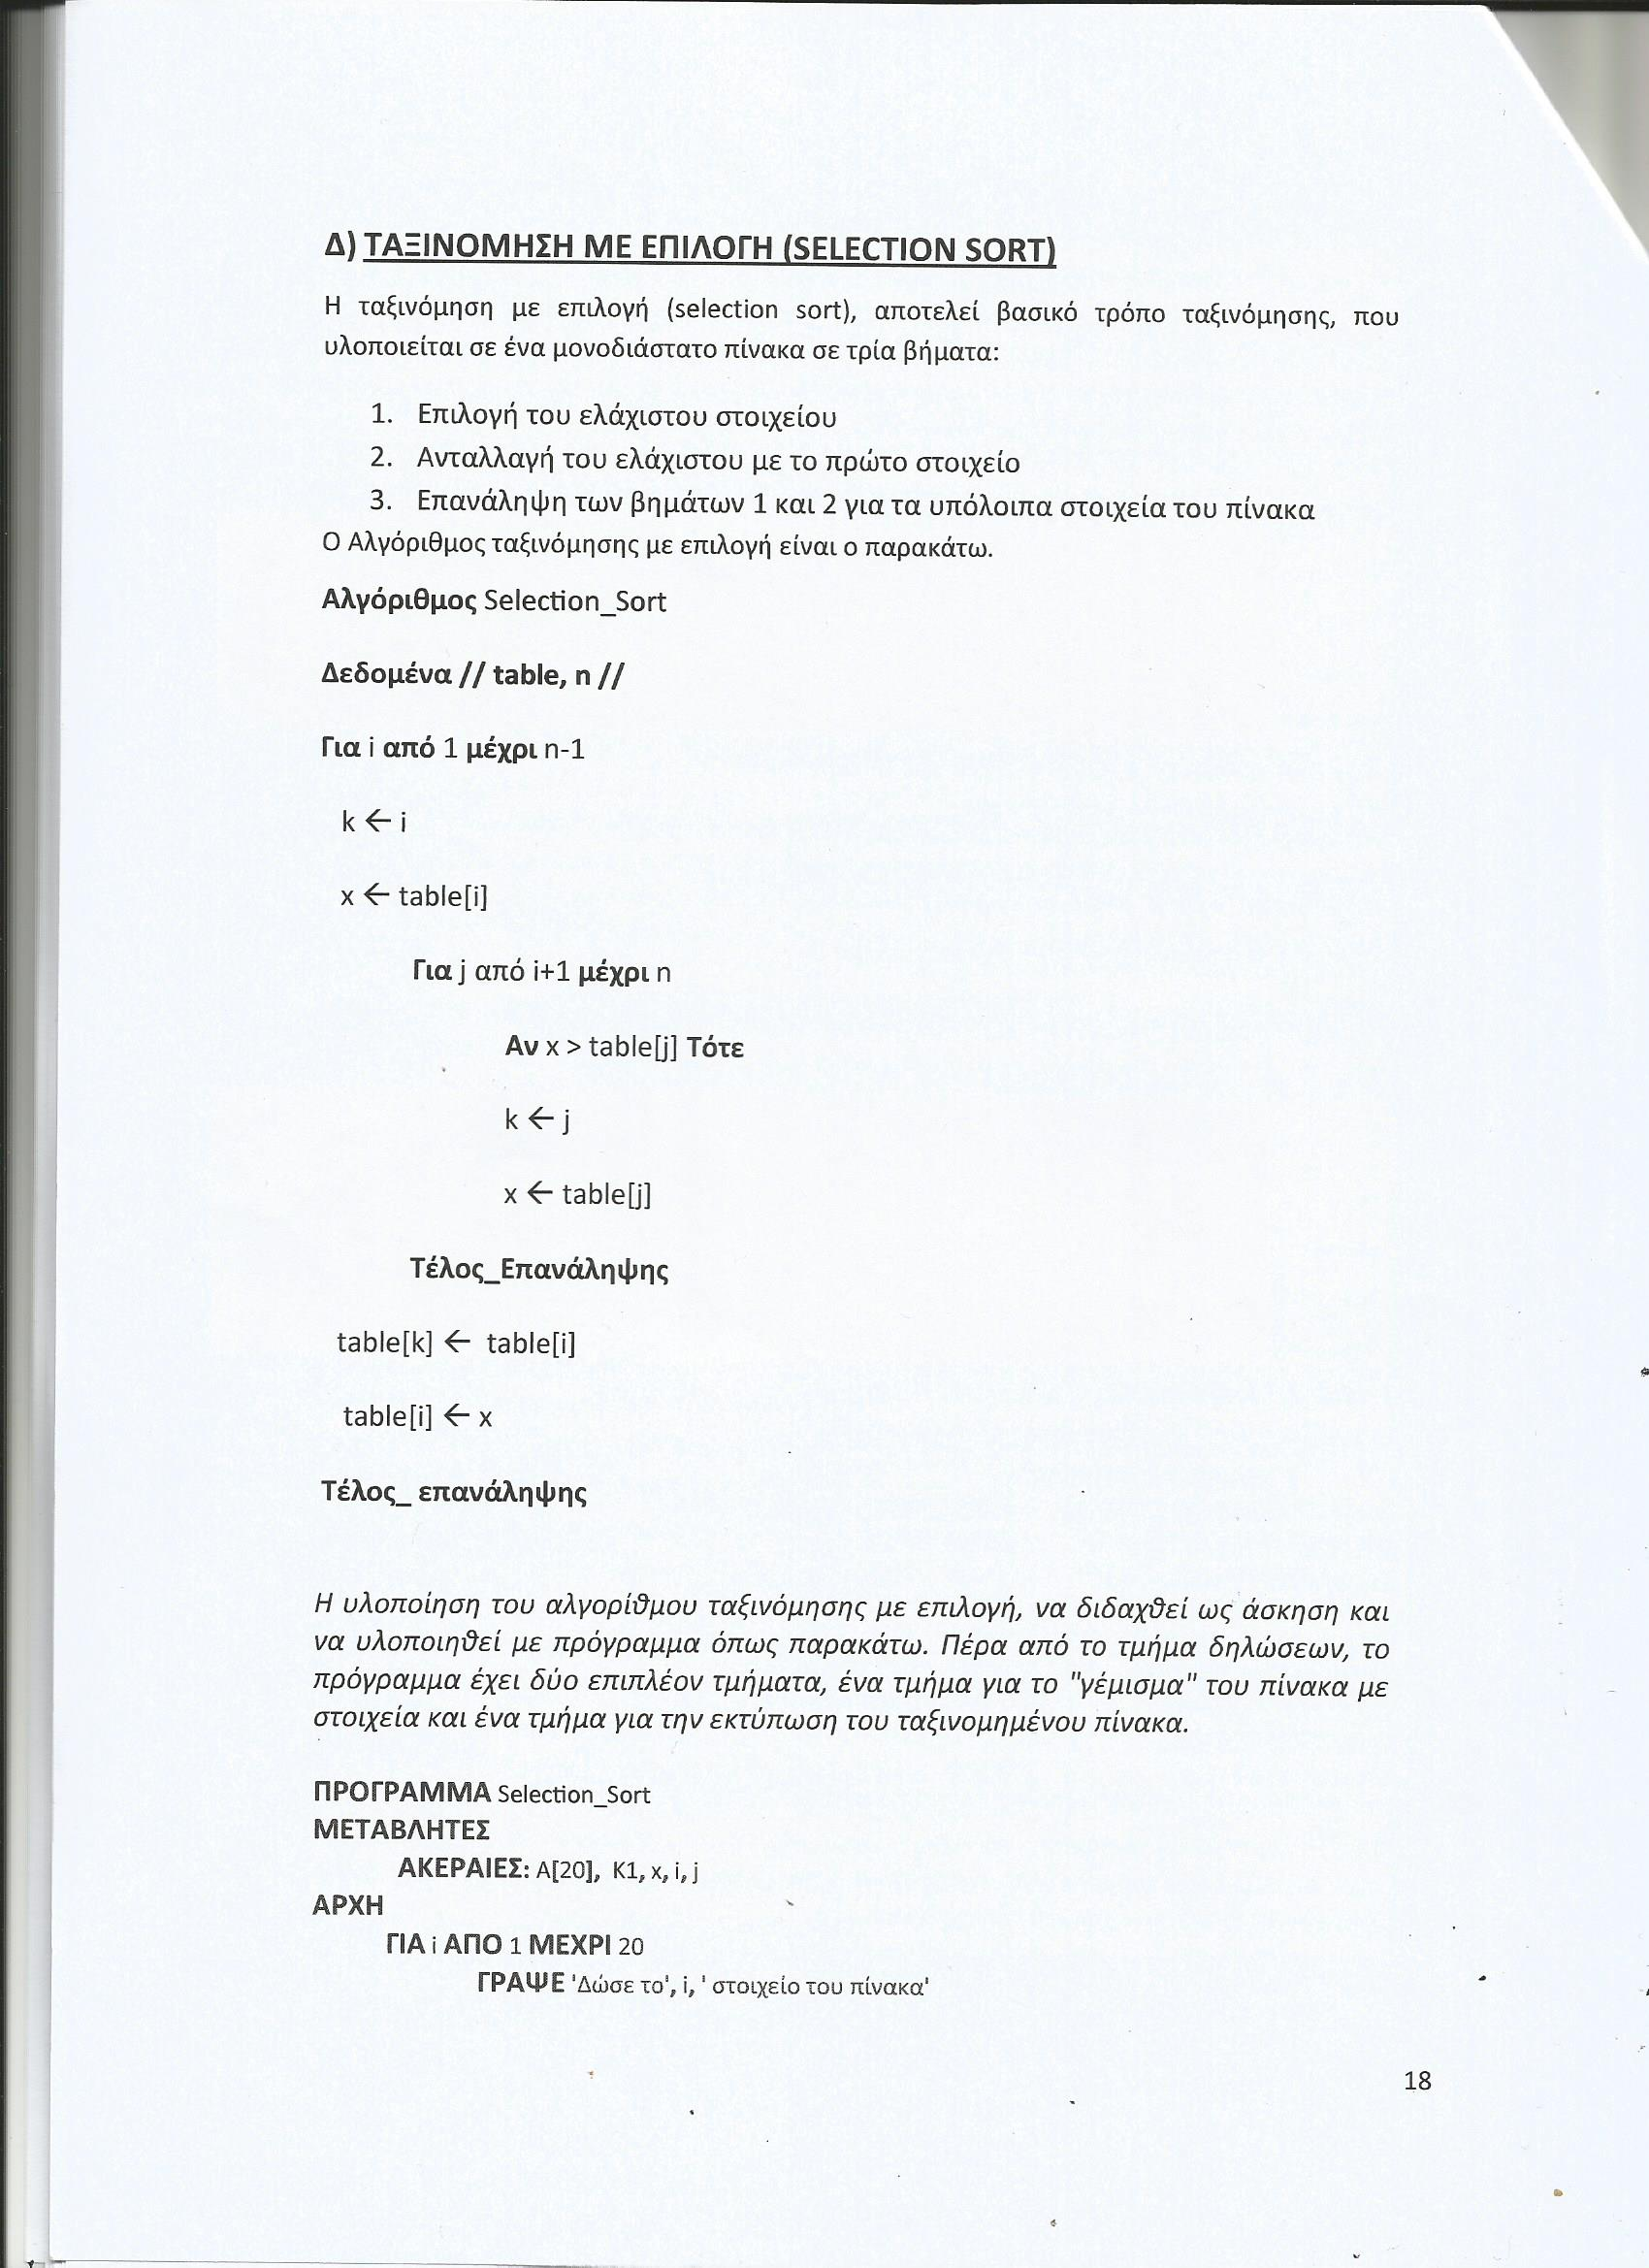 Δ) ΤΑΞΙΝΟΜΗΣΗ ΜΕ ΕΠΙΛΟΓΗ (SELECTION SORT)
Η ταξινόμηση με επιλογή (selection sort), αποτελεί βασικό τρόπο ταξινόμησης, που
υλοποιείται σε ένα μονοδιάστατο πίνακα σε τρία βήματα:
1. Επιλογή του ελάχιστου στοιχείου
2. Ανταλλαγή του ελάχιστου με το πρώτο στοιχείο
3. Επανάληψη των βημάτων 1 και 2 για τα υπόλοιπα στοιχεία του πίνακα
Ο Αλγόριθμος ταξινόμησης με επιλογή είναι ο παρακάτω.
Αλγόριθμος Selection_Sort
Δεδομένα // table, n //
Για i από 1 μέχρι n-1
k ← i
x ← table[i]
Για j από i+1 μέχρι n
Αν x > table[j] Τότε
k ← j
x ← table[j]
Τέλος_Επανάληψης
table[k] ← table[i]
table[i] ← x
Τέλος_ επανάληψης
Η υλοποίηση του αλγορίθμου ταξινόμησης με επιλογή, να διδαχθεί ως άσκηση και
να υλοποιηθεί με πρόγραμμα όπως παρακάτω. Πέρα από το τμήμα δηλώσεων, το
πρόγραμμα έχει δύο επιπλέον τμήματα, ένα τμήμα για το "γέμισμα" του πίνακα με
στοιχεία και ένα τμήμα για την εκτύπωση του ταξινομημένου πίνακα.
ΠΡΟΓΡΑΜΜΑ Selection_Sort
ΜΕΤΑΒΛΗΤΕΣ
ΑΚΕΡΑΙΕΣ: A[20], K1, x, i, j
ΑΡΧΗ
ΓΙΑ i ΑΠΟ 1 ΜΕΧΡΙ 20
ΓΡΑΨΕ 'Δώσε το', i, ' στοιχείο του πίνακα'
18